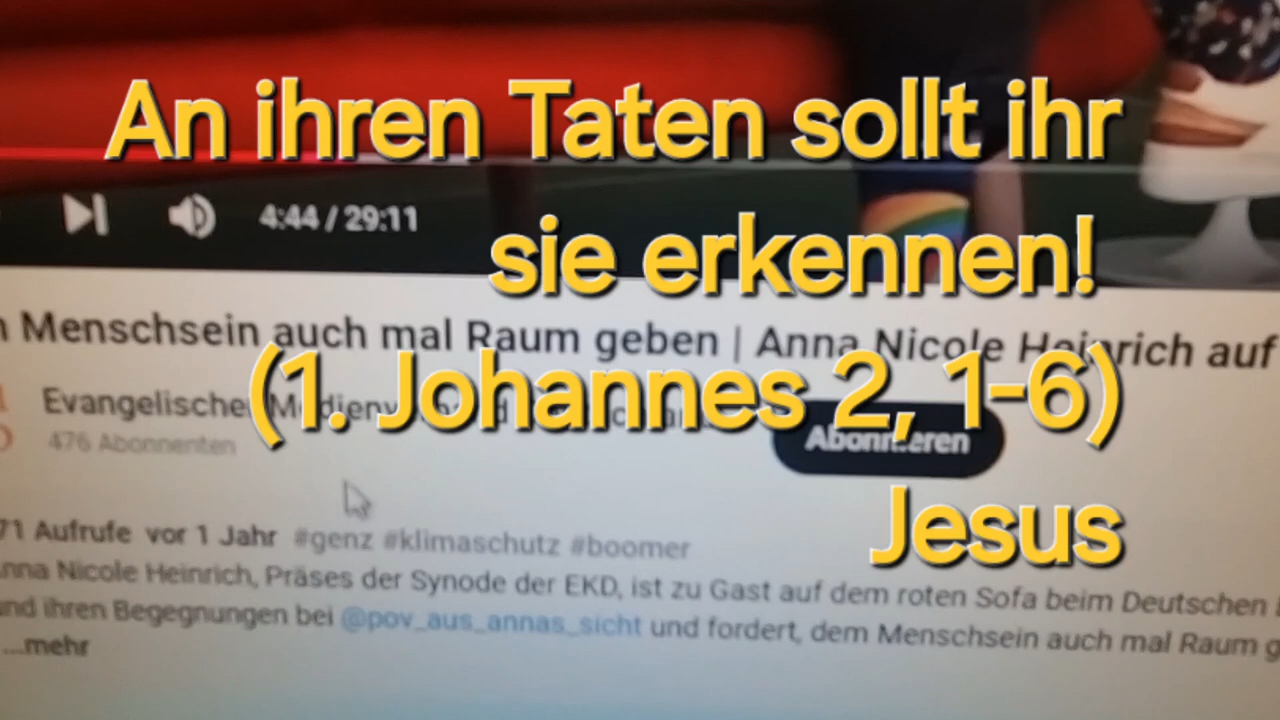 An ihren Taten sollt ihr
sie erkennen!
(1. Johannes 2, 1-6)
Jesus
4:44 / 29:11
Menschsein auch mal Raum geben | Anna Nicole Heinrich auf
Evangelischer
476 Abonnenten
Abonnieren
71 Aufrufe vor 1 Jahr #genz #klimaschutz #boomer
nna Nicole Heinrich, Präses der Synode der EKD, ist zu Gast auf dem roten Sofa beim Deutschen
und ihren Begegnungen bei @pov_aus_annas_sicht und fordert, dem Menschsein auch mal Raum g
...mehr